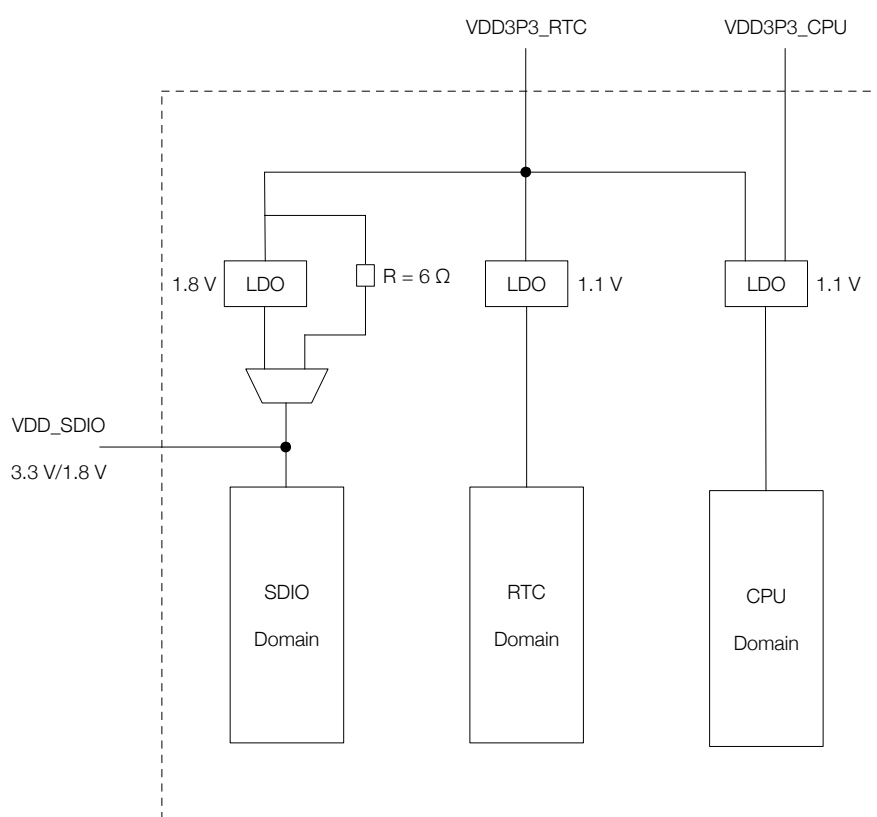 VDD3P3_RTC
VDD3P3_CPU
1.8 V
LDO
R = 6 Ω
LDO
1.1 V
LDO
1.1 V
VDD_SDIO
3.3 V/1.8 V
SDIO
Domain
RTC
Domain
CPU
Domain